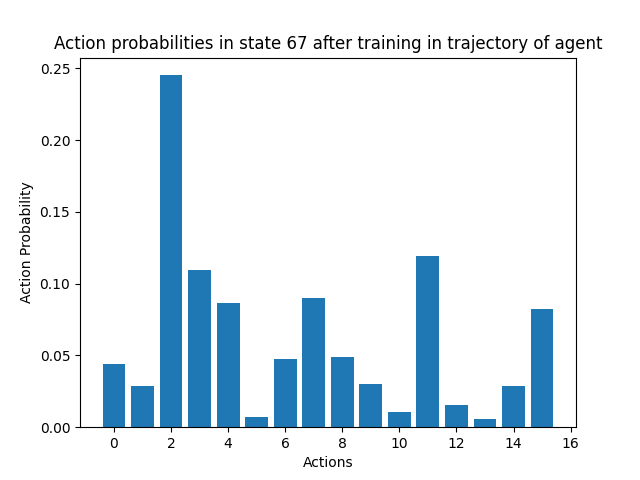 Action probabilities in state 67 after training in trajectory of agent
0.25
0.20
0.15
0.10
0.05
0.00
Action Probability
0 2 4 6 8 10 12 14 16
Actions